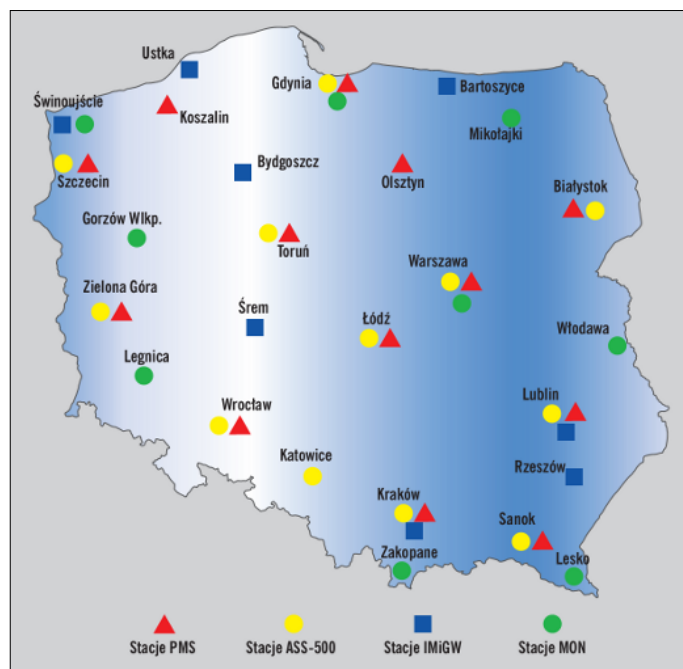 Ustka
Gdynia
Bartoszyce
Świnoujście
Koszalin
Mikołajki
Bydgoszcz
Olsztyn
Szczecin
Białystok
Gorzów Wlkp.
Toruń
Warszawa
Zielona Góra
Śrem
Łódź
Włodawa
Legnica
Lublin
Wrocław
Katowice
Rzeszów
Kraków
Sanok
Zakopane
Lesko
Stacje PMS Stacje ASS-500 Stacje IMiGW Stacje MON